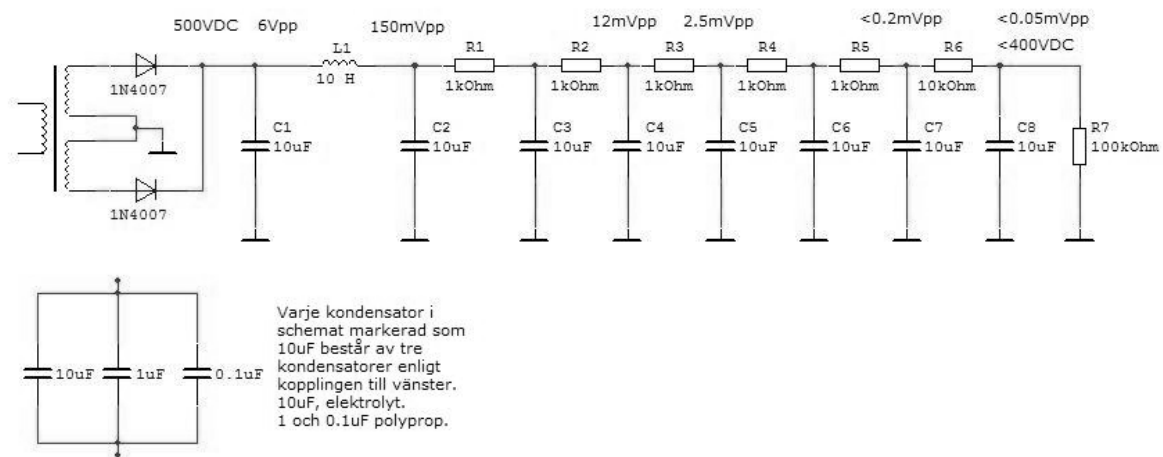 500VDC 6Vpp
150mVpp
12mVpp 2.5mVpp
<0.2mVpp
<0.05mVpp
<400VDC
L1
10 H
R1
1kOhm
R2
1kOhm
R3
1kOhm
R4
1kOhm
R5
1kOhm
R6
10kOhm
1N4007
1N4007
C1
10uF
C2
10uF
C3
10uF
C4
10uF
C5
10uF
C6
10uF
C7
10uF
C8
10uF
R7
100kOhm
10uF
1uF
0.1uF
Varje kondensator i
schemat markerad som
10uF består av tre
kondensatorer enligt
kopplingen till vänster.
10uF, elektrolyt.
1 och 0.1uF polyprop.